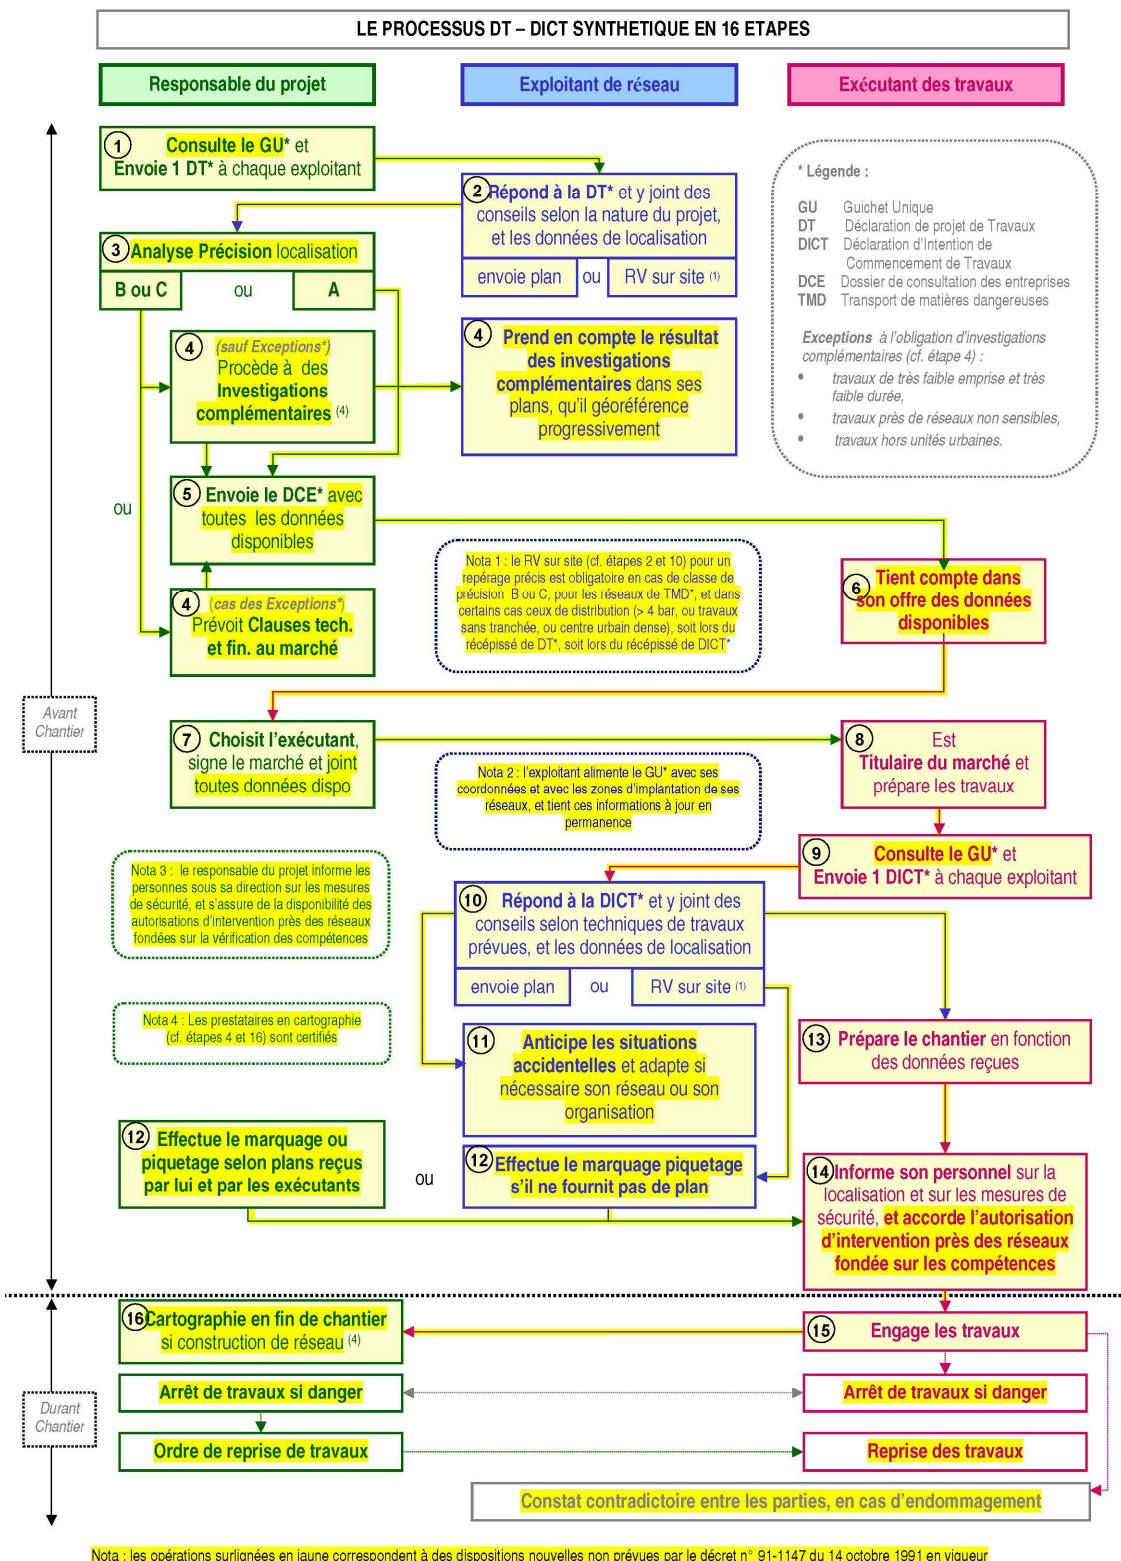 LE PROCESSUS DT – DICT SYNTHETIQUE EN 16 ETAPES
Responsable du projet
Exploitant de réseau
Exécutant des travaux
1 Consulte le GU* et
Envoie 1 DT* à chaque exploitant
2 Répond à la DT* et y joint des
conseils selon la nature du projet,
et les données de localisation
envoie plan ou RV sur site (1)
* Légende :
GU Guichet Unique
DT Déclaration de projet de Travaux
DICT Déclaration d'Intention de
Commencement de Travaux
DCE Dossier de consultation des entreprises
TMD Transport de matières dangereuses
Exceptions à l'obligation d'investigations
complémentaires (cf. étape 4) :
• travaux de très faible emprise et très
faible durée,
• travaux près de réseaux non sensibles,
• travaux hors unités urbaines.
3 Analyse Précision localisation
B ou C ou A
4 (sauf Exceptions*)
Procède à des
Investigations
complémentaires (4)
4 Prend en compte le résultat
des investigations
complémentaires dans ses
plans, qu'il géoréférence
progressivement
ou
5 Envoie le DCE* avec
toutes les données
disponibles
4 (cas des Exceptions*)
Prévoit Clauses tech.
et fin. au marché
Nota 1 : le RV sur site (cf. étapes 2 et 10) pour un
repérage précis est obligatoire en cas de classe de
précision B ou C, pour les réseaux de TMD*, et dans
certains cas ceux de distribution (> 4 bar, ou travaux
sans tranchée, ou centre urbain dense), soit lors du
récépissé de DT*, soit lors du récépissé de DICT*
6 Tient compte dans
son offre des données
disponibles
Avant
Chantier
7 Choisit l'exécutant,
signe le marché et joint
toutes données dispo
8 Est
Titulaire du marché et
prépare les travaux
Nota 2 : l'exploitant alimente le GU* avec ses
coordonnées et avec les zones d'implantation de ses
réseaux, et tient ces informations à jour en
permanence
9 Consulte le GU* et
Envoie 1 DICT* à chaque exploitant
Nota 3 : le responsable du projet informe les
personnes sous sa direction sur les mesures
de sécurité, et s'assure de la disponibilité des
autorisations d'intervention près des réseaux
fondées sur la vérification des compétences
10 Répond à la DICT* et y joint des
conseils selon techniques de travaux
prévues, et les données de localisation
envoie plan ou RV sur site (1)
Nota 4 : Les prestataires en cartographie
(cf. étapes 4 et 16) sont certifiés
11 Anticipe les situations
accidentelles et adapte si
nécessaire son réseau ou son
organisation
13 Prépare le chantier en fonction
des données reçues
12 Effectue le marquage ou
piquetage selon plans reçus
par lui et par les exécutants
ou
12 Effectue le marquage piquetage
s'il ne fournit pas de plan
14 Informe son personnel sur la
localisation et sur les mesures de
sécurité, et accorde l'autorisation
d'intervention près des réseaux
fondée sur les compétences
16 Cartographie en fin de chantier
si construction de réseau (4)
15 Engage les travaux
Durant
Chantier
Arrêt de travaux si danger
Arrêt de travaux si danger
Ordre de reprise de travaux
Reprise des travaux
Constat contradictoire entre les parties, en cas d'endommagement
Nota : les opérations surlignées en jaune correspondent à des dispositions nouvelles non prévues par le décret n° 91-1147 du 14 octobre 1991 en vigueur